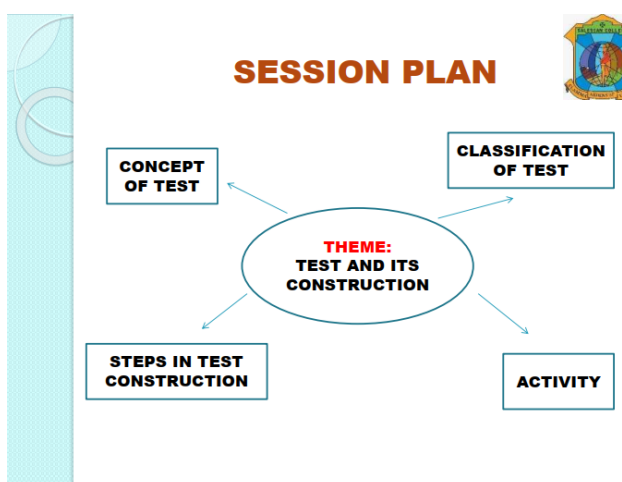 SESSION PLAN
CONCEPT
OF TEST
CLASSIFICATION
OF TEST
THEME:
TEST AND ITS
CONSTRUCTION
STEPS IN TEST
CONSTRUCTION
ACTIVITY